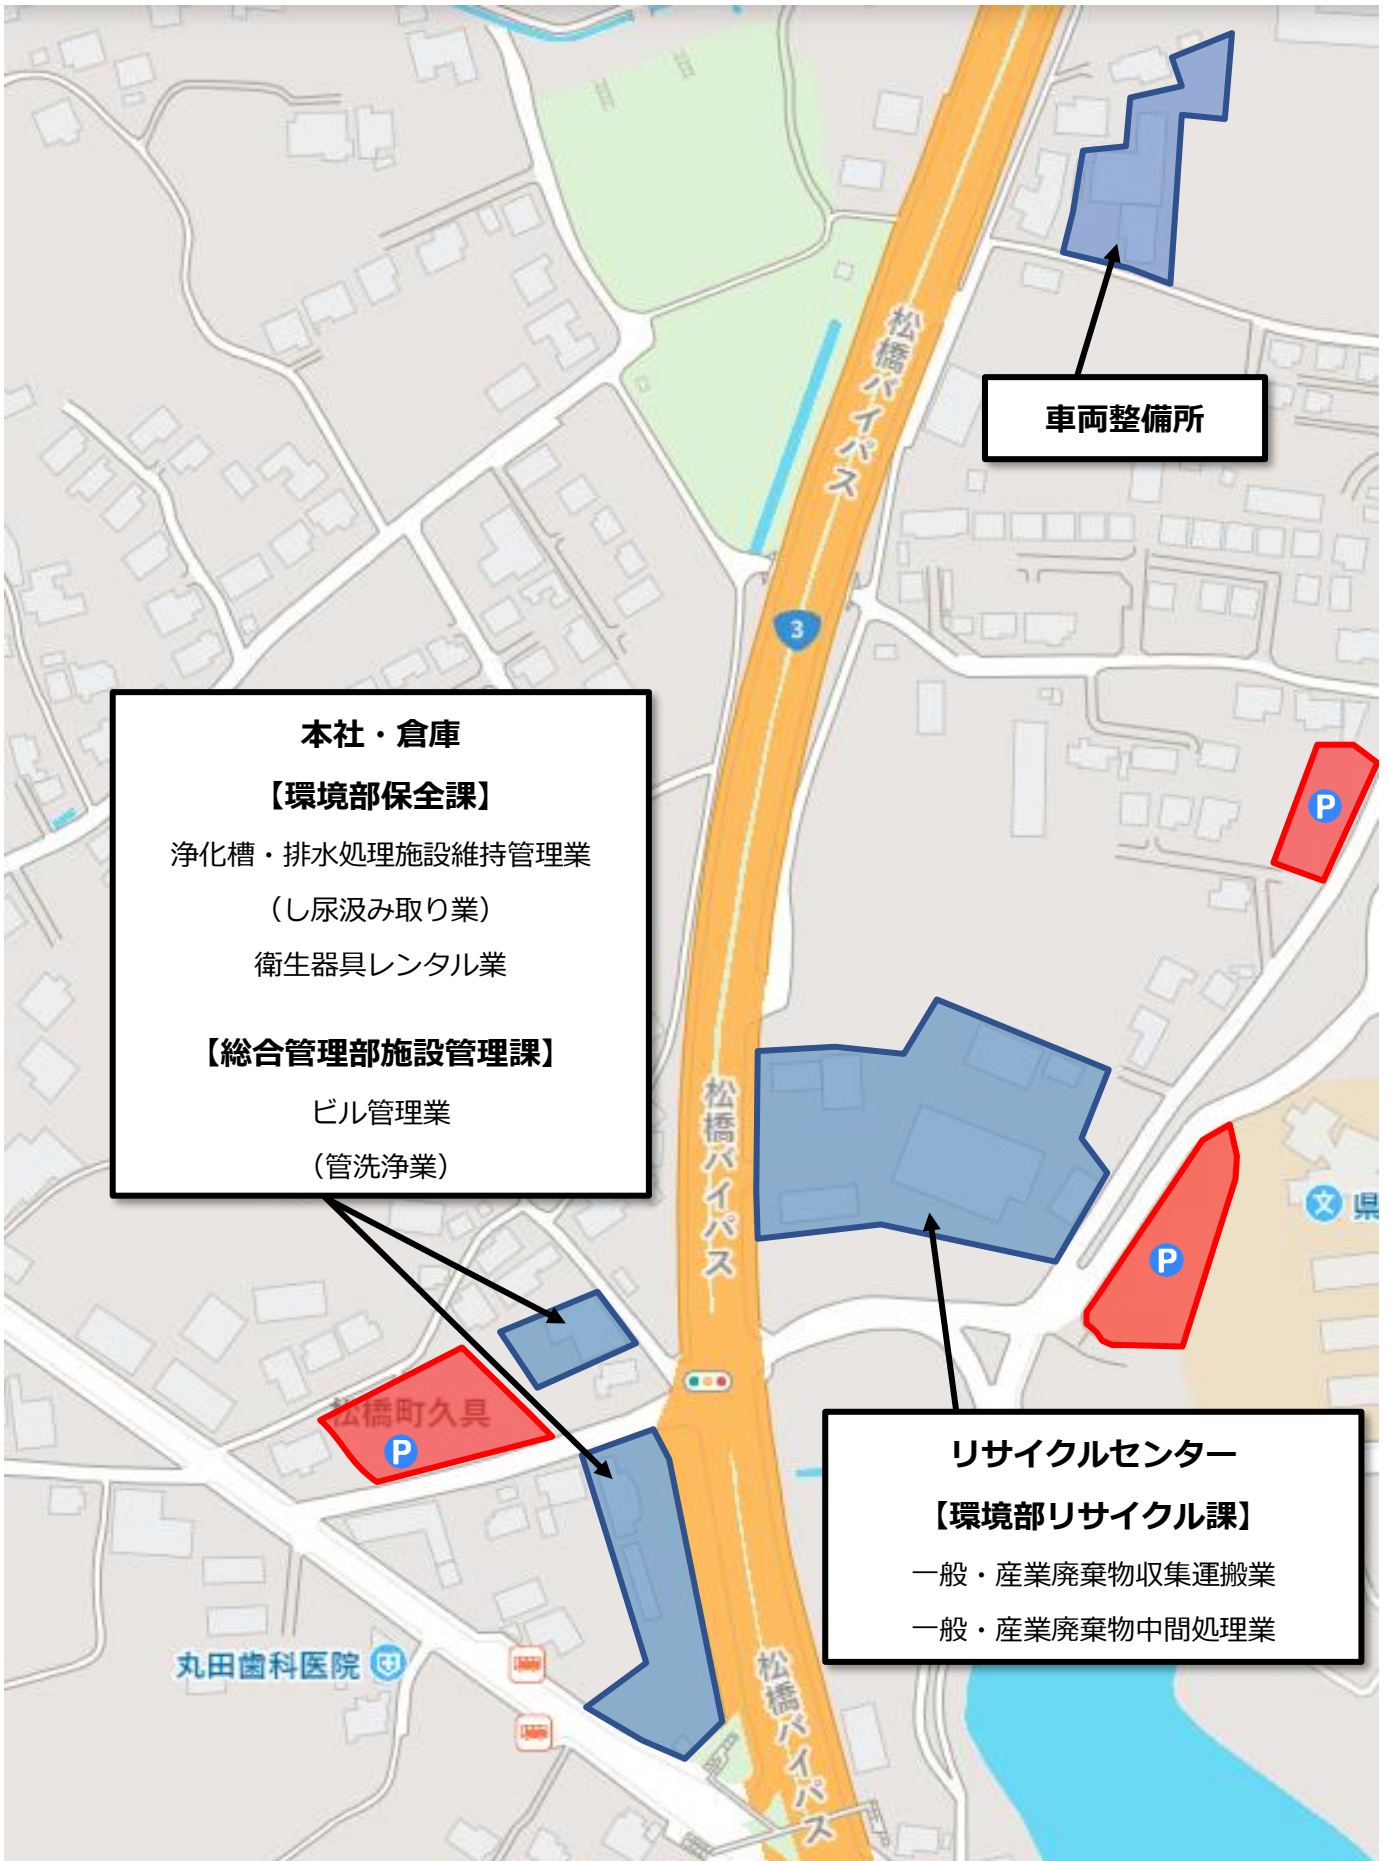 松橋バイパス
車両整備所
3
本社・倉庫
【環境部保全課】
浄化槽・排水処理施設維持管理業
（し尿汲み取り業）
衛生器具レンタル業
【総合管理部施設管理課】
ビル管理業
（管洗浄業）
P
松橋バイパス
文 県
P
松橋町久具
P
リサイクルセンター
【環境部リサイクル課】
一般・産業廃棄物収集運搬業
一般・産業廃棄物中間処理業
丸田歯科医院
松橋バイパス